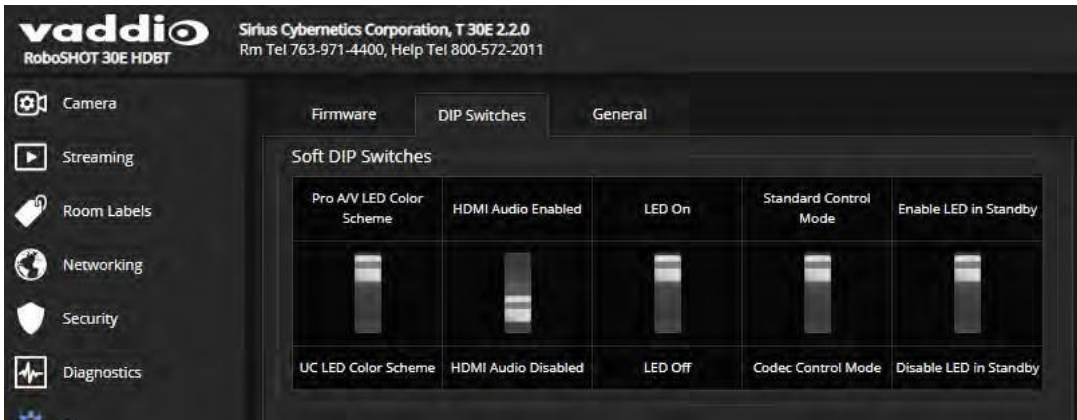 vaddio
RoboSHOT 30E HDBT
Sirius Cybernetics Corporation, T 30E 2.2.0
Rm Tel 763-971-4400, Help Tel 800-572-2011
Camera
Streaming
Room Labels
Networking
Security
Diagnostics
Firmware
DIP Switches
General
Soft DIP Switches
Pro A/V LED Color
Scheme
HDMI Audio Enabled
LED On
Standard Control
Mode
Enable LED in Standby
UC LED Color Scheme
HDMI Audio Disabled
LED Off
Codec Control Mode
Disable LED in Standby